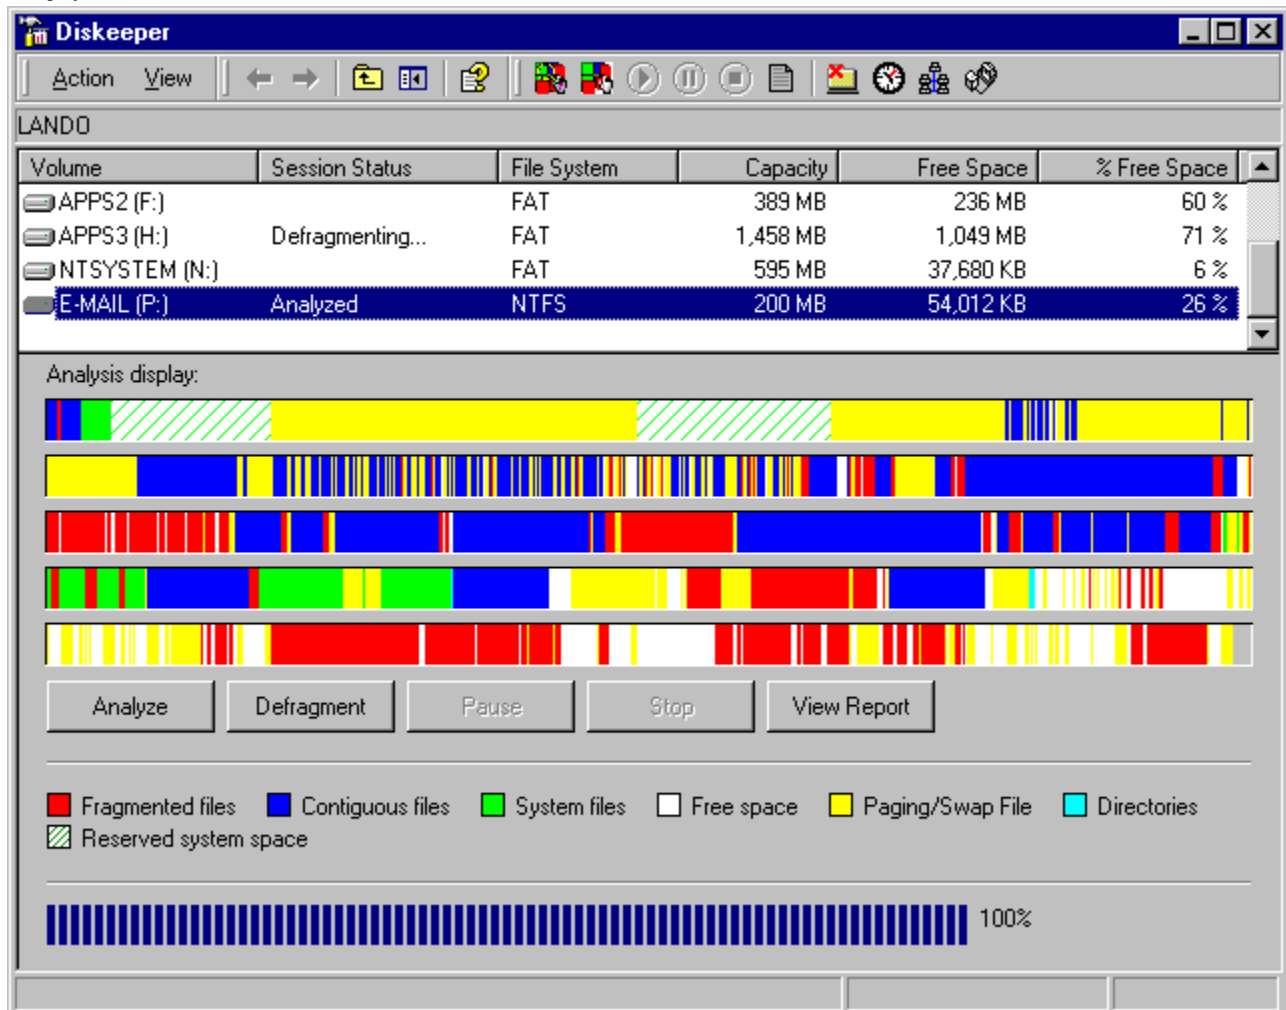 Diskeeper
Action View
LANDO
Volume Session Status File System Capacity Free Space % Free Space
APPS2 (F:) FAT 389 MB 236 MB 60 %
APPS3 (H:) Defragmenting... FAT 1,458 MB 1,049 MB 71 %
NTSYSTEM (N:) FAT 595 MB 37,680 KB 6 %
E-MAIL (P:) Analyzed NTFS 200 MB 54,012 KB 26 %
Analysis display:
Analyze Defragment Pause Stop View Report
Fragmented files Contiguous files System files Free space Paging/Swap File Directories
Reserved system space
100%